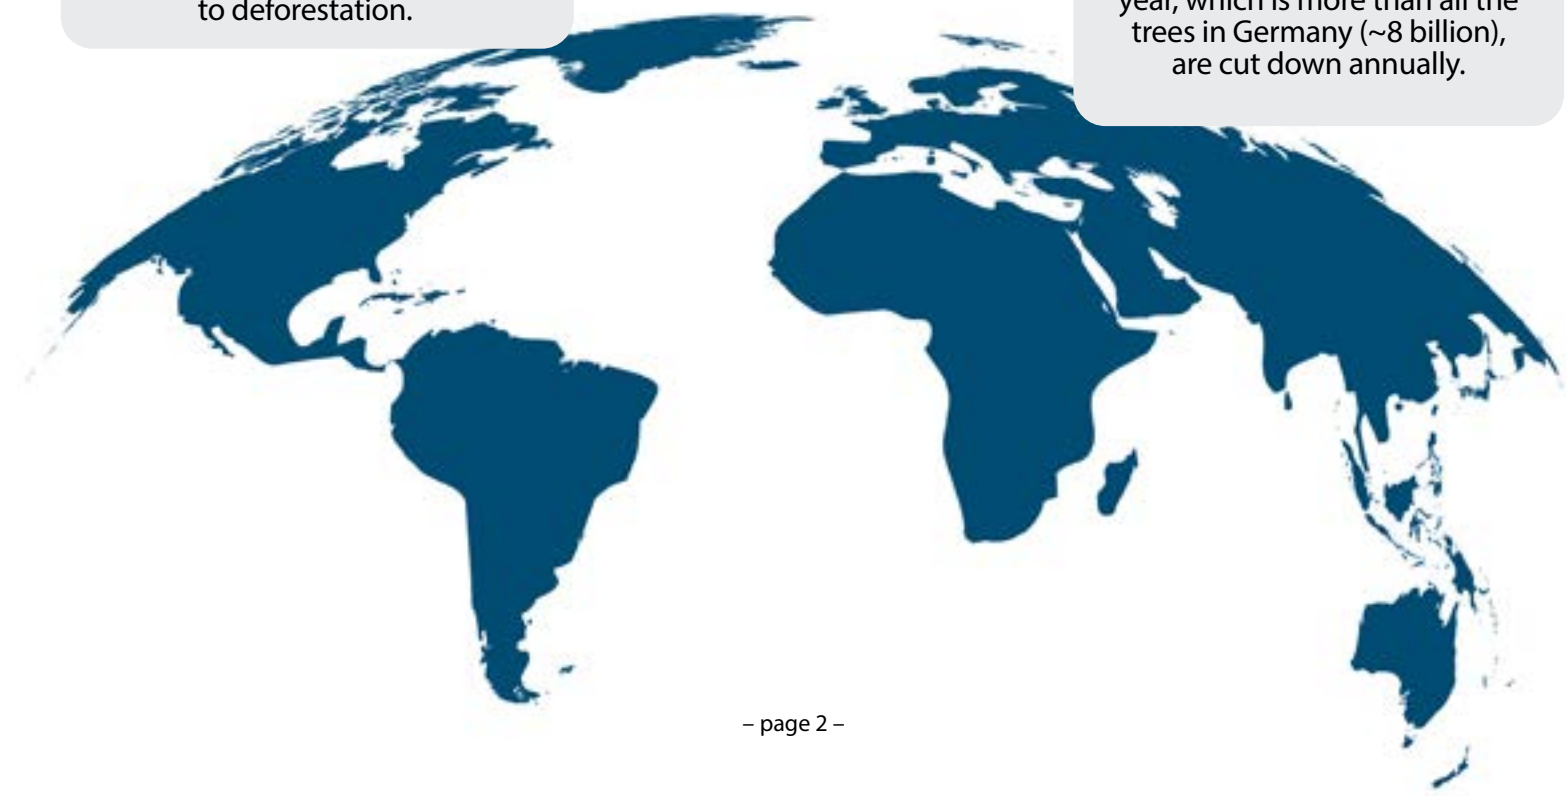 to deforestation.
year, which is more than all the
trees in Germany (~8 billion),
are cut down annually.
– page 2 –